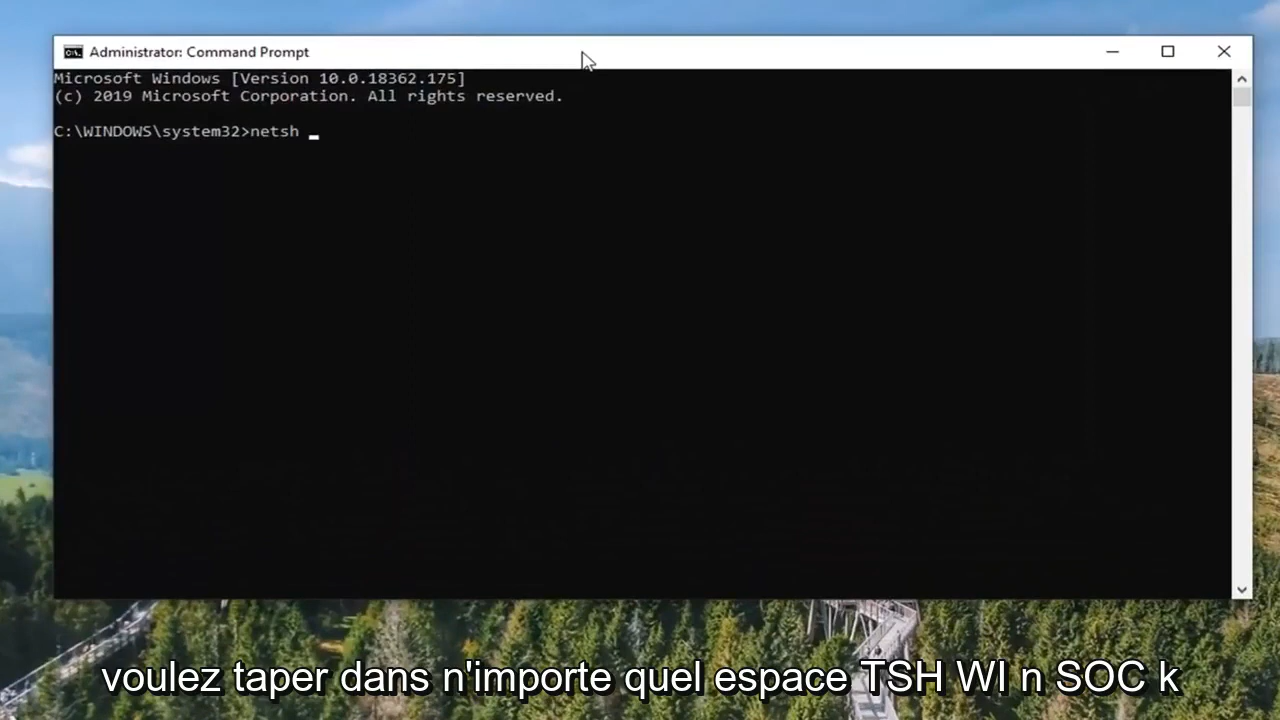 Administrator: Command Prompt
Microsoft Windows [Version 10.0.18362.175]
(c) 2019 Microsoft Corporation. All rights reserved.
C:\WINDOWS\system32>netsh _
voulez taper dans n'importe quel espace TSH WI n SOC k